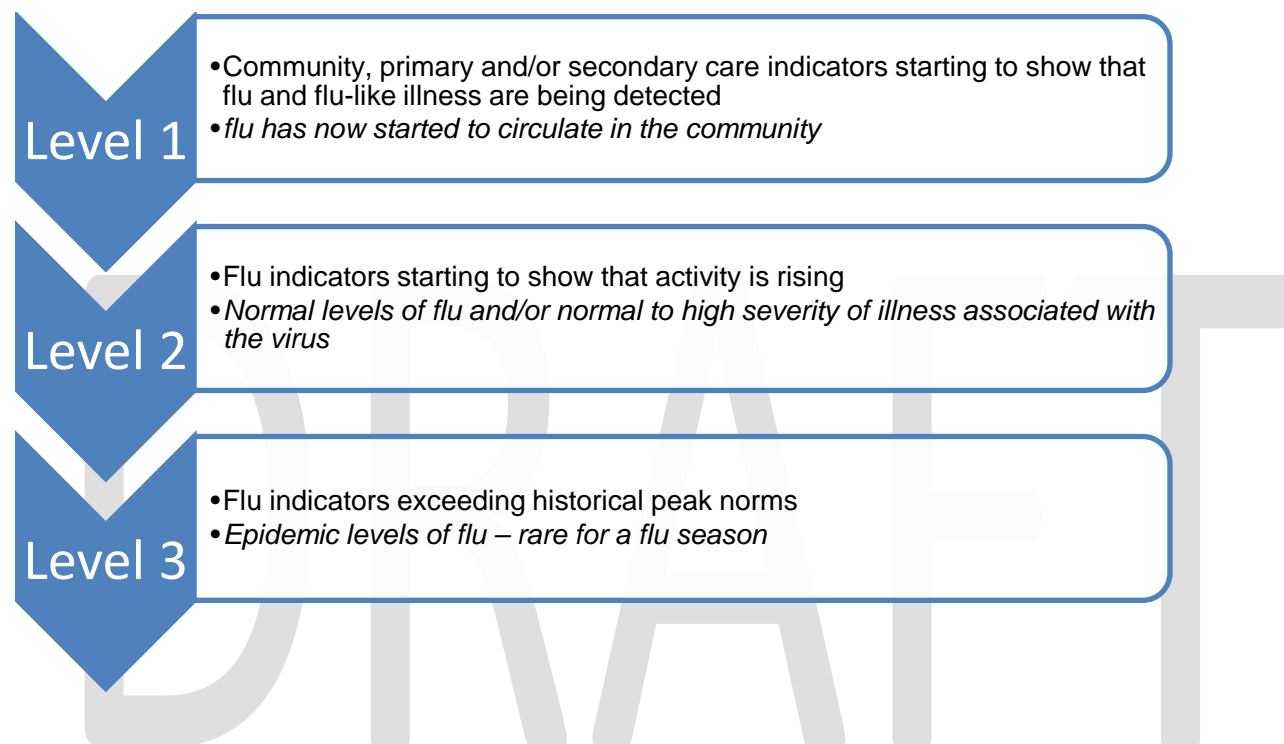 Level 1
•Community, primary and/or secondary care indicators starting to show that
flu and flu-like illness are being detected
•flu has now started to circulate in the community
Level 2
•Flu indicators starting to show that activity is rising
•Normal levels of flu and/or normal to high severity of illness associated with
the virus
Level 3
•Flu indicators exceeding historical peak norms
•Epidemic levels of flu – rare for a flu season
DRAFT